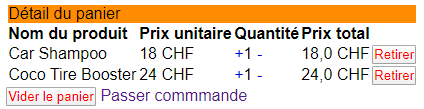 Détail du panier
Nom du produit Prix unitaire Quantité Prix total
Car Shampoo 18 CHF +1 - 18,0 CHF Retirer
Coco Tire Booster 24 CHF +1 - 24,0 CHF Retirer
Vider le panier Passer commmande